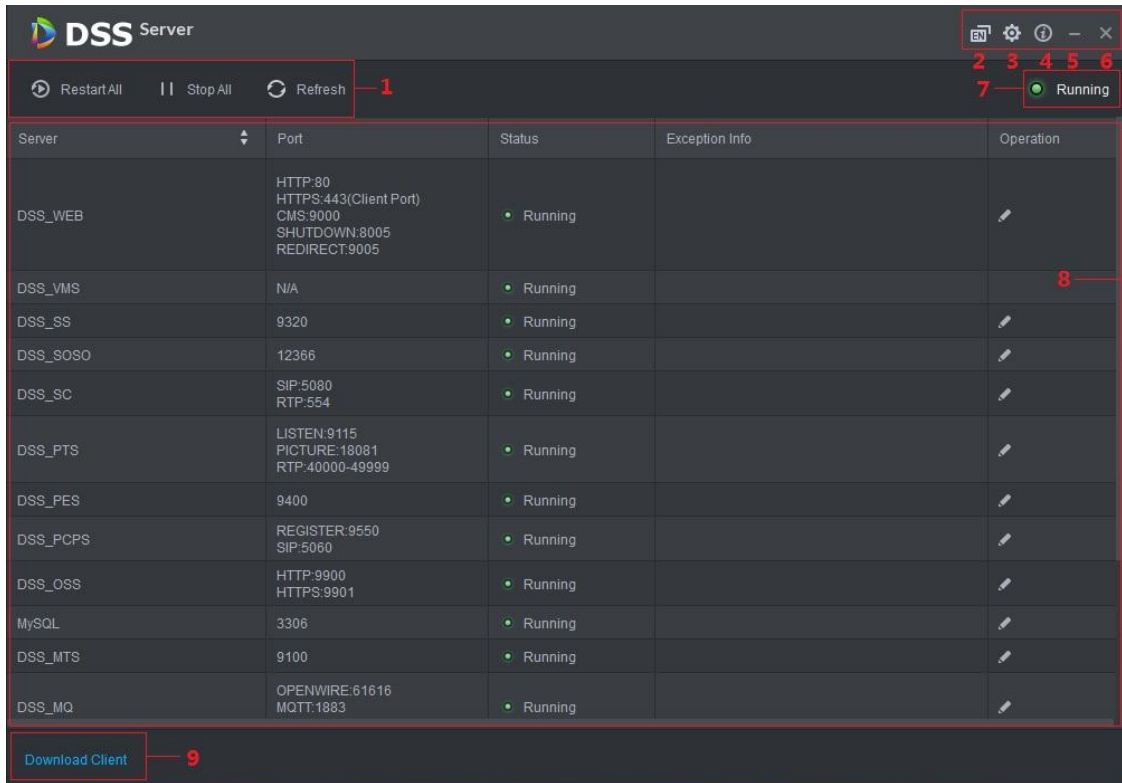 DSS Server
EN
2 3 4 5 6
Restart All Stop All Refresh 1 7 Running
Server Port Status Exception Info Operation
HTTP:80
HTTPS:443(Client Port)
DSS_WEB CMS:9000 Running
SHUTDOWN:8005
REDIRECT:9005
DSS_VMS N/A Running 8
DSS_SS 9320 Running
DSS_SOSO 12366 Running
DSS_SC SIP:5080 Running
RTP:554
LISTEN:9115
DSS_PTS PICTURE:18081 Running
RTP:40000-49999
DSS_PES 9400 Running
DSS_PCPS REGISTER:9550 Running
SIP:5060
DSS_OSS HTTP:9900 Running
HTTPS:9901
MySQL 3306 Running
DSS_MTS 9100 Running
OPENWIRE:61616
DSS_MQ MQTT:1883 Running
Download Client 9